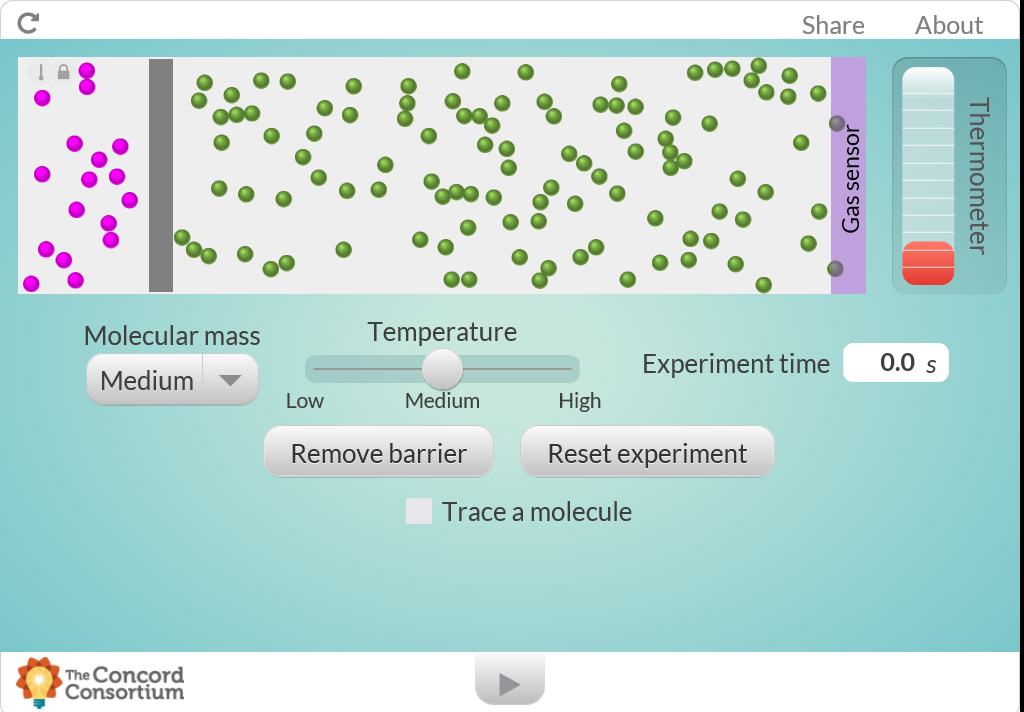 Share
About
Gas sensor
Thermometer
Molecular mass
Medium
Temperature
Low
Medium
High
Experiment time
0.0 s
Remove barrier
Reset experiment
Trace a molecule
The Concord
Consortium